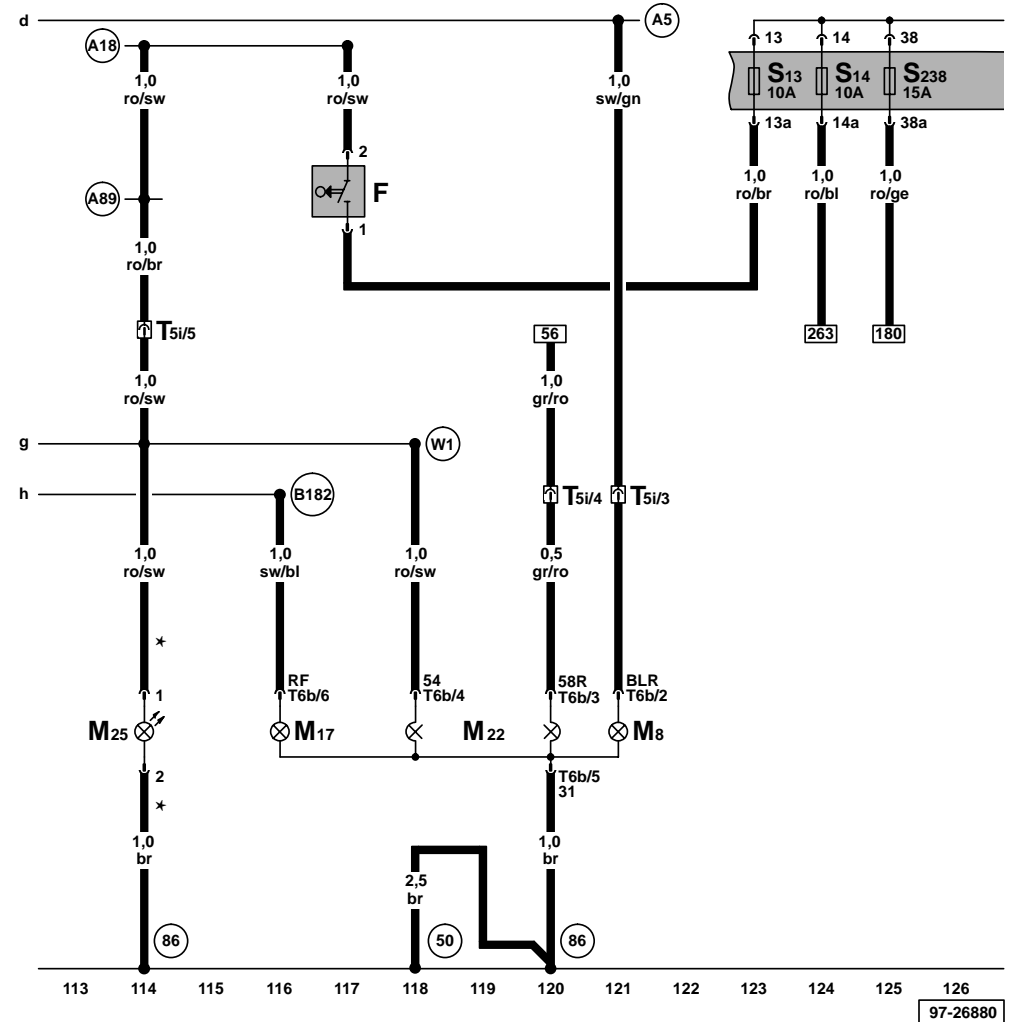 d
A5
A18
13
14
38
S13
10A
S14
10A
S238
15A
13a
14a
38a
1,0
ro/sw
1,0
ro/sw
1,0
sw/gn
2
F
1
A89
1,0
ro/br
1,0
ro/bl
1,0
ro/ge
1,0
ro/br
T5i/5
56
263
180
1,0
ro/sw
1,0
gr/ro
g
W1
h
B182
T5i/4
T5i/3
1,0
ro/sw
1,0
sw/bl
1,0
ro/sw
0,5
gr/ro
*
1
RF
T6b/6
54
T6b/4
58R
T6b/3
BLR
T6b/2
M25
M17
M22
M8
2
*
T6b/5
31
1,0
br
2,5
br
1,0
br
86
50
86
113 114 115 116 117 118 119 120 121 122 123 124 125 126
97-26880